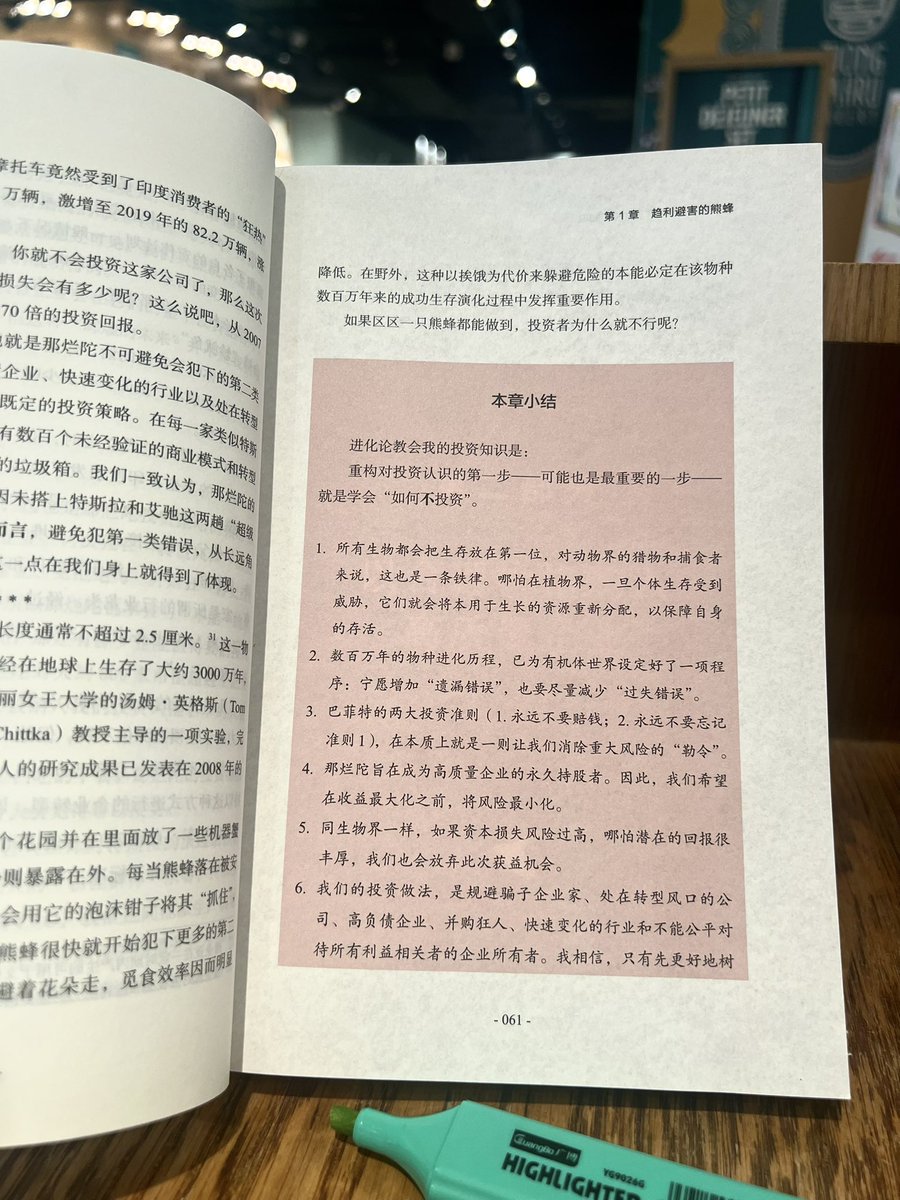 摩托车竟然受到了印度消费者的“狂热”
万辆，激增至 2019 年的 82.2 万辆，涨
你就不会投资这家公司了，那么这次
损失会有多少呢？这么说吧，从 2007
70 倍的投资回报。
就是那烂陀不可避免会犯下的第二类
企业、快速变化的行业以及处在转型
既定的投资策略。在每一家类似特斯
有数百个未经验证的商业模式和转型
的垃圾箱。我们一致认为，那烂陀的
因未搭上特斯拉和艾驰这两趟“超级
而言，避免犯第一类错误，从长远角
一点在我们身上就得到了体现。
* * *
长度通常不超过 2.5 厘米。31 这一物
经在地球上生存了大约 3000 万年，
丽女王大学的汤姆·英格斯（Tom
Chittka）教授主导的一项实验，完
人的研究成果已发表在 2008 年的
个花园并在里面放了一些机器蟹
则暴露在外。每当熊蜂落在被安
会用它的泡沫钳子将其“抓住”，
熊蜂很快就开始犯下更多的第二
避着花朵走，觅食效率因而明显
第 1 章 趋利避害的熊蜂
降低。在野外，这种以挨饿为代价来躲避危险的本能必定在该物种
数百万年来的成功生存演化过程中发挥重要作用。
如果区区一只熊蜂都能做到，投资者为什么就不行呢？
本章小结
进化论教会我的投资知识是：
重构对投资认识的第一步——可能也是最重要的一步——
就是学会“如何不投资”。
1. 所有生物都会把生存放在第一位，对动物界的猎物和捕食者
来说，这也是一条铁律。哪怕在植物界，一旦个体生存受到
威胁，它们就会将本用于生长的资源重新分配，以保障自身
的存活。
2. 数百万年的物种进化历程，已为有机体世界设定好了一项程
序：宁愿增加“遗漏错误”，也要尽量减少“过失错误”。
3. 巴菲特的两大投资准则（1. 永远不要赔钱；2. 永远不要忘记
准则 1），在本质上就是一则让我们消除重大风险的“勒令”。
4. 那烂陀旨在成为高质量企业的永久持股者。因此，我们希望
在收益最大化之前，将风险最小化。
5. 同生物界一样，如果资本损失风险过高，哪怕潜在的回报很
丰厚，我们也会放弃此次获益机会。
6. 我们的投资做法，是规避骗子企业家、处在转型风口的公
司、高负债企业、并购狂人、快速变化的行业和不能公平对
待所有利益相关者的企业所有者。我相信，只有先更好地树
- 061 -
GuangBo 广博
HIGHLIGHTER
YG9026G
PETIT
DEJEUNER